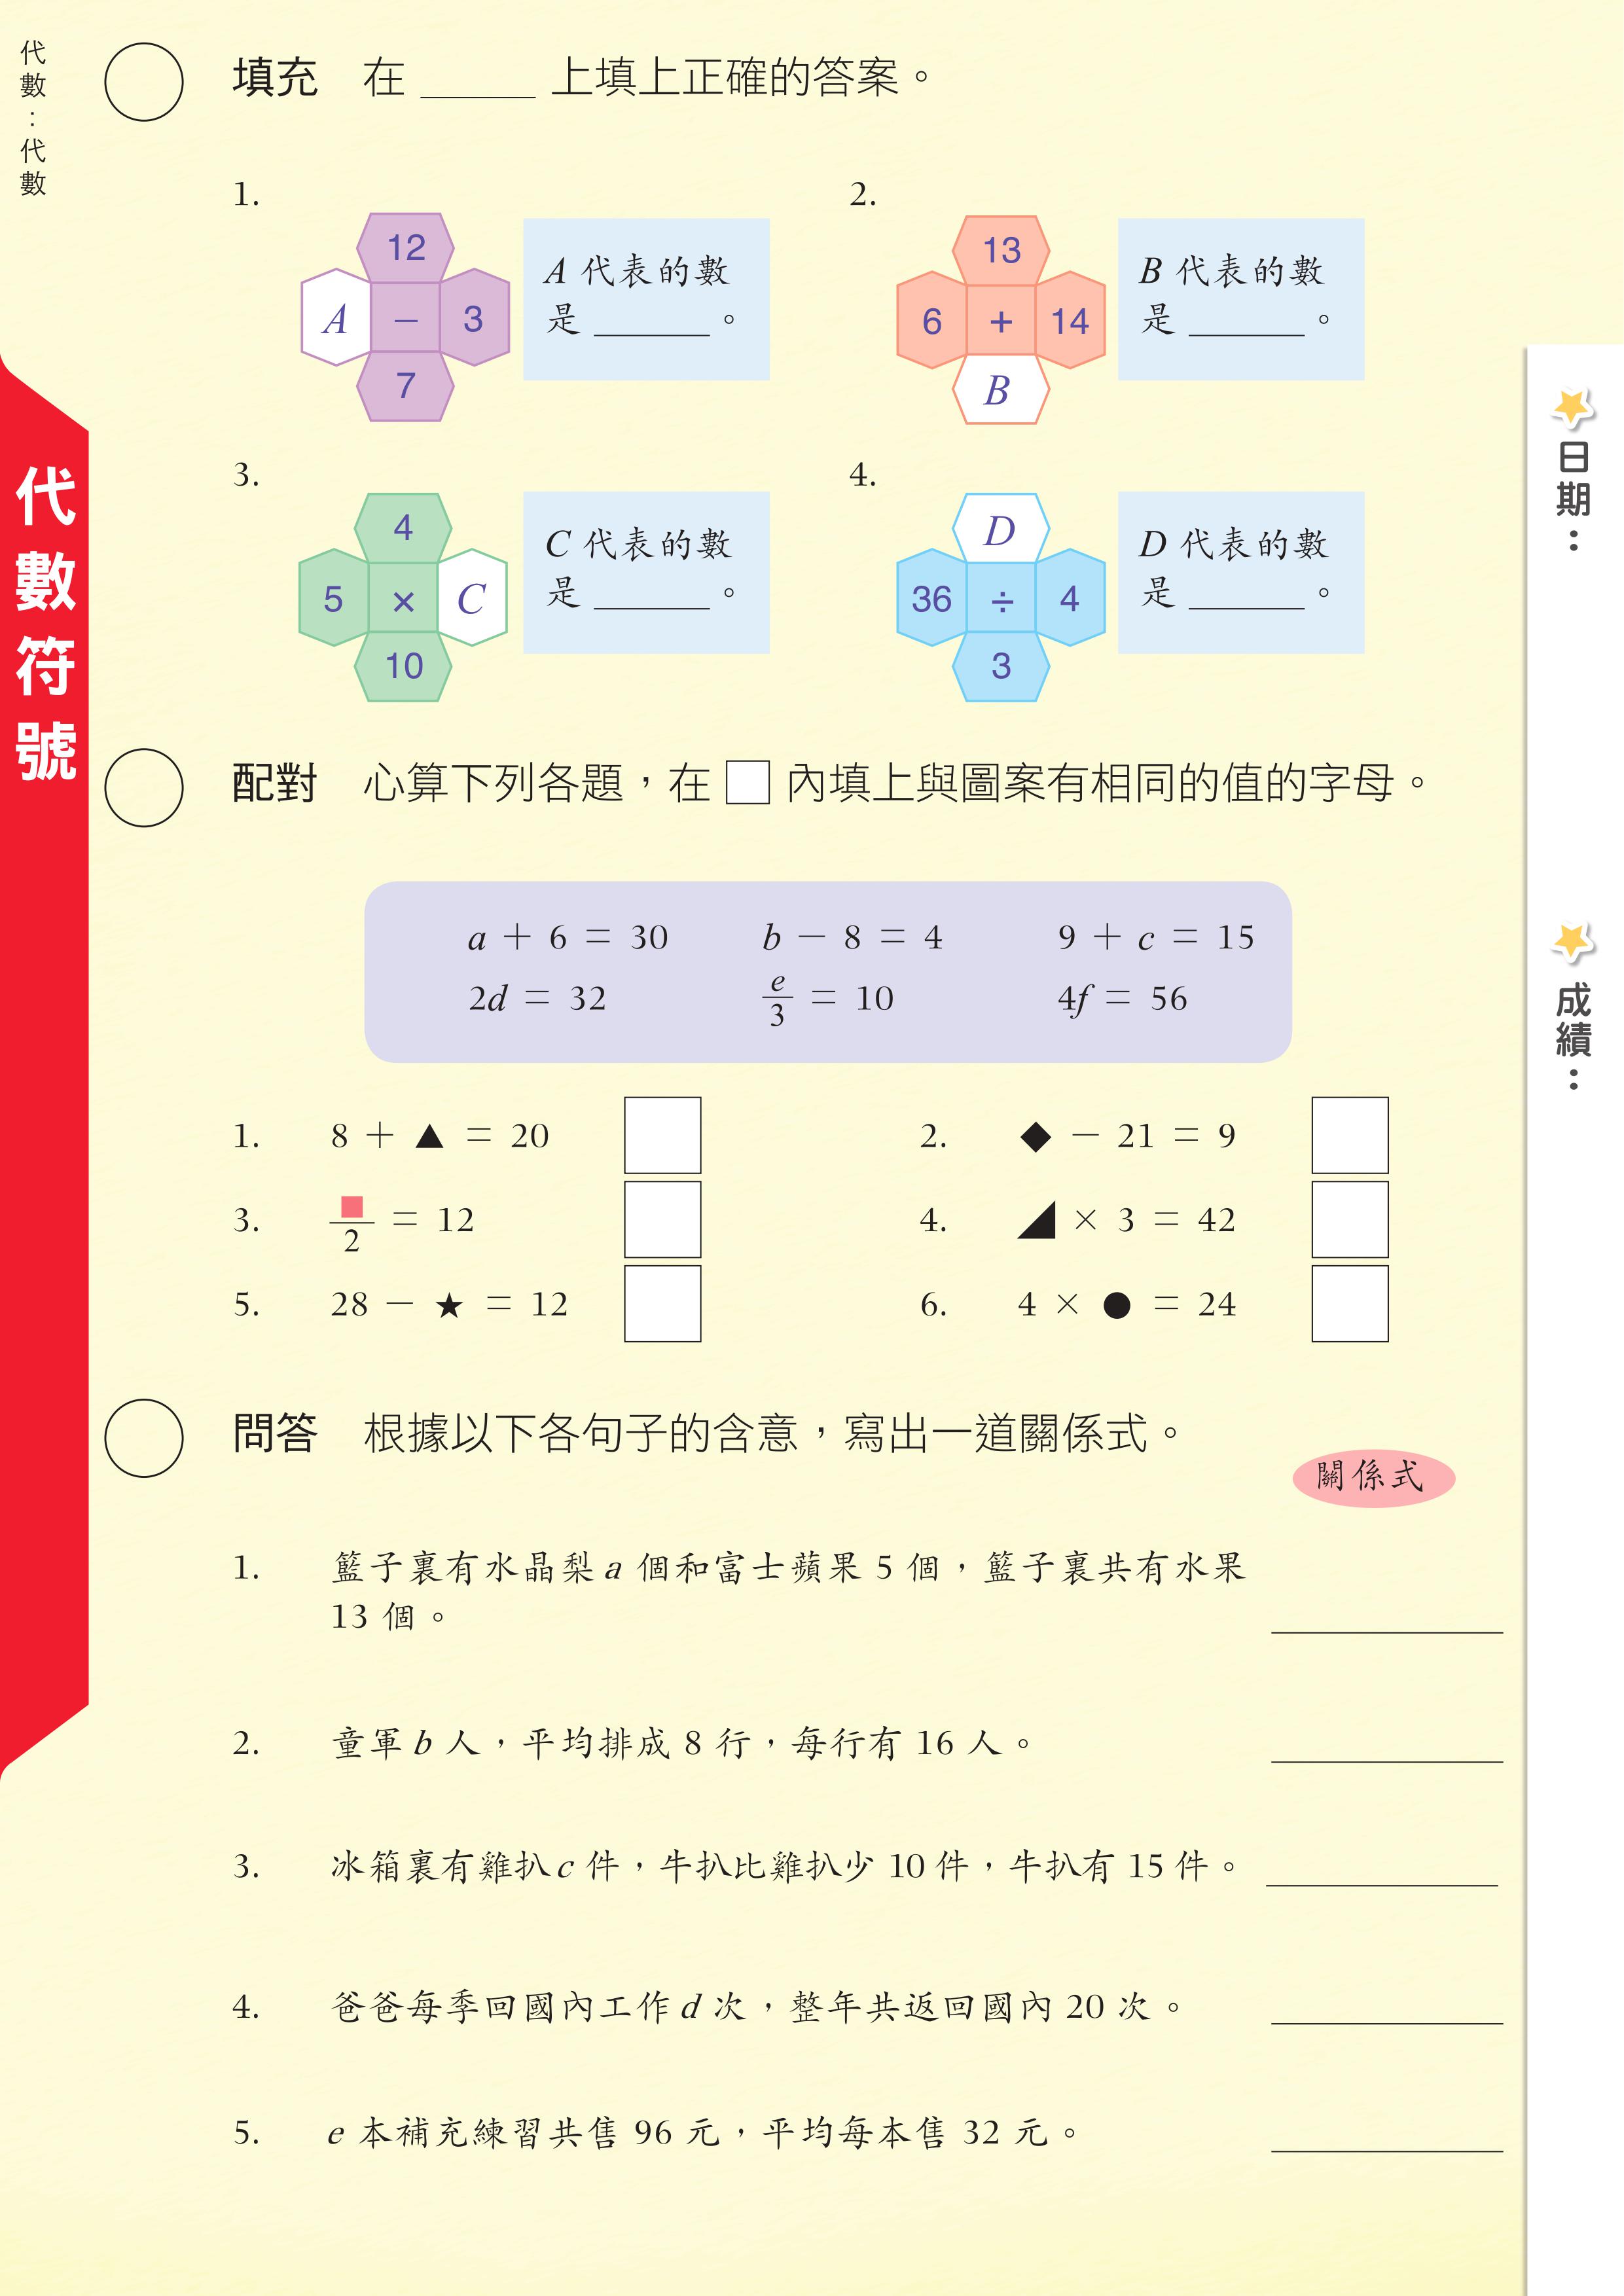 代數：代數
代數符號
填充 在 ______ 上填上正確的答案。
1.
12
A － 3
7
A 代表的數
是 ______ 。
2.
13
6 + 14
B
B 代表的數
是 ______ 。
3.
4
5 × C
10
C 代表的數
是 ______ 。
4.
D
36 ÷ 4
3
D 代表的數
是 ______ 。
配對 心算下列各題，在 □ 內填上與圖案有相同的值的字母。
a ＋ 6 ＝ 30 b － 8 ＝ 4 9 ＋ c ＝ 15
2d ＝ 32 e/3 ＝ 10 4f ＝ 56
1. 8 ＋ ▲ ＝ 20 □ 2. ◆ － 21 ＝ 9 □
3. ■/2 ＝ 12 □ 4. ◢ × 3 ＝ 42 □
5. 28 － ★ ＝ 12 □ 6. 4 × ● ＝ 24 □
問答 根據以下各句子的含意，寫出一道關係式。
關係式
1. 籃子裏有水晶梨 a 個和富士蘋果 5 個，籃子裏共有水果
13 個。 ______
2. 童軍 b 人，平均排成 8 行，每行有 16 人。 ______
3. 冰箱裏有雞扒 c 件，牛扒比雞扒少 10 件，牛扒有 15 件。 ______
4. 爸爸每季回國內工作 d 次，整年共返回國內 20 次。 ______
5. e 本補充練習共售 96 元，平均每本售 32 元。 ______
日期：
成績：